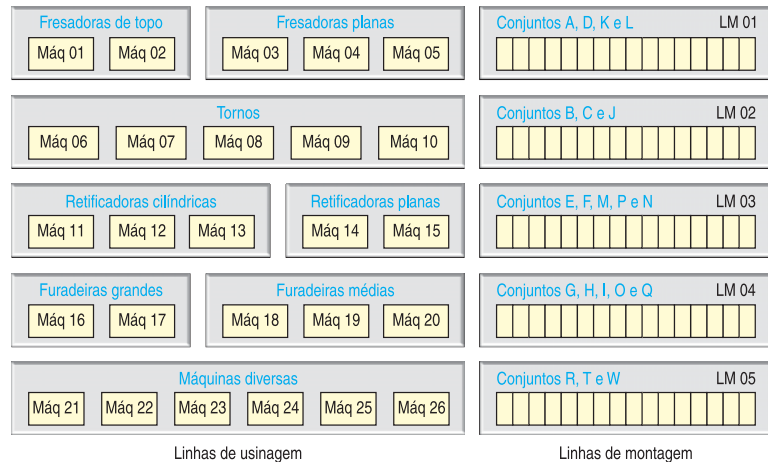 Fresadoras de topo
Máq 01 Máq 02
Fresadoras planas
Máq 03 Máq 04 Máq 05
Conjuntos A, D, K e L LM 01
Tornos
Máq 06 Máq 07 Máq 08 Máq 09 Máq 10
Conjuntos B, C e J LM 02
Retificadoras cilíndricas
Máq 11 Máq 12 Máq 13
Retificadoras planas
Máq 14 Máq 15
Conjuntos E, F, M, P e N LM 03
Furadeiras grandes
Máq 16 Máq 17
Furadeiras médias
Máq 18 Máq 19 Máq 20
Conjuntos G, H, I, O e Q LM 04
Máquinas diversas
Máq 21 Máq 22 Máq 23 Máq 24 Máq 25 Máq 26
Conjuntos R, T e W LM 05
Linhas de usinagem
Linhas de montagem